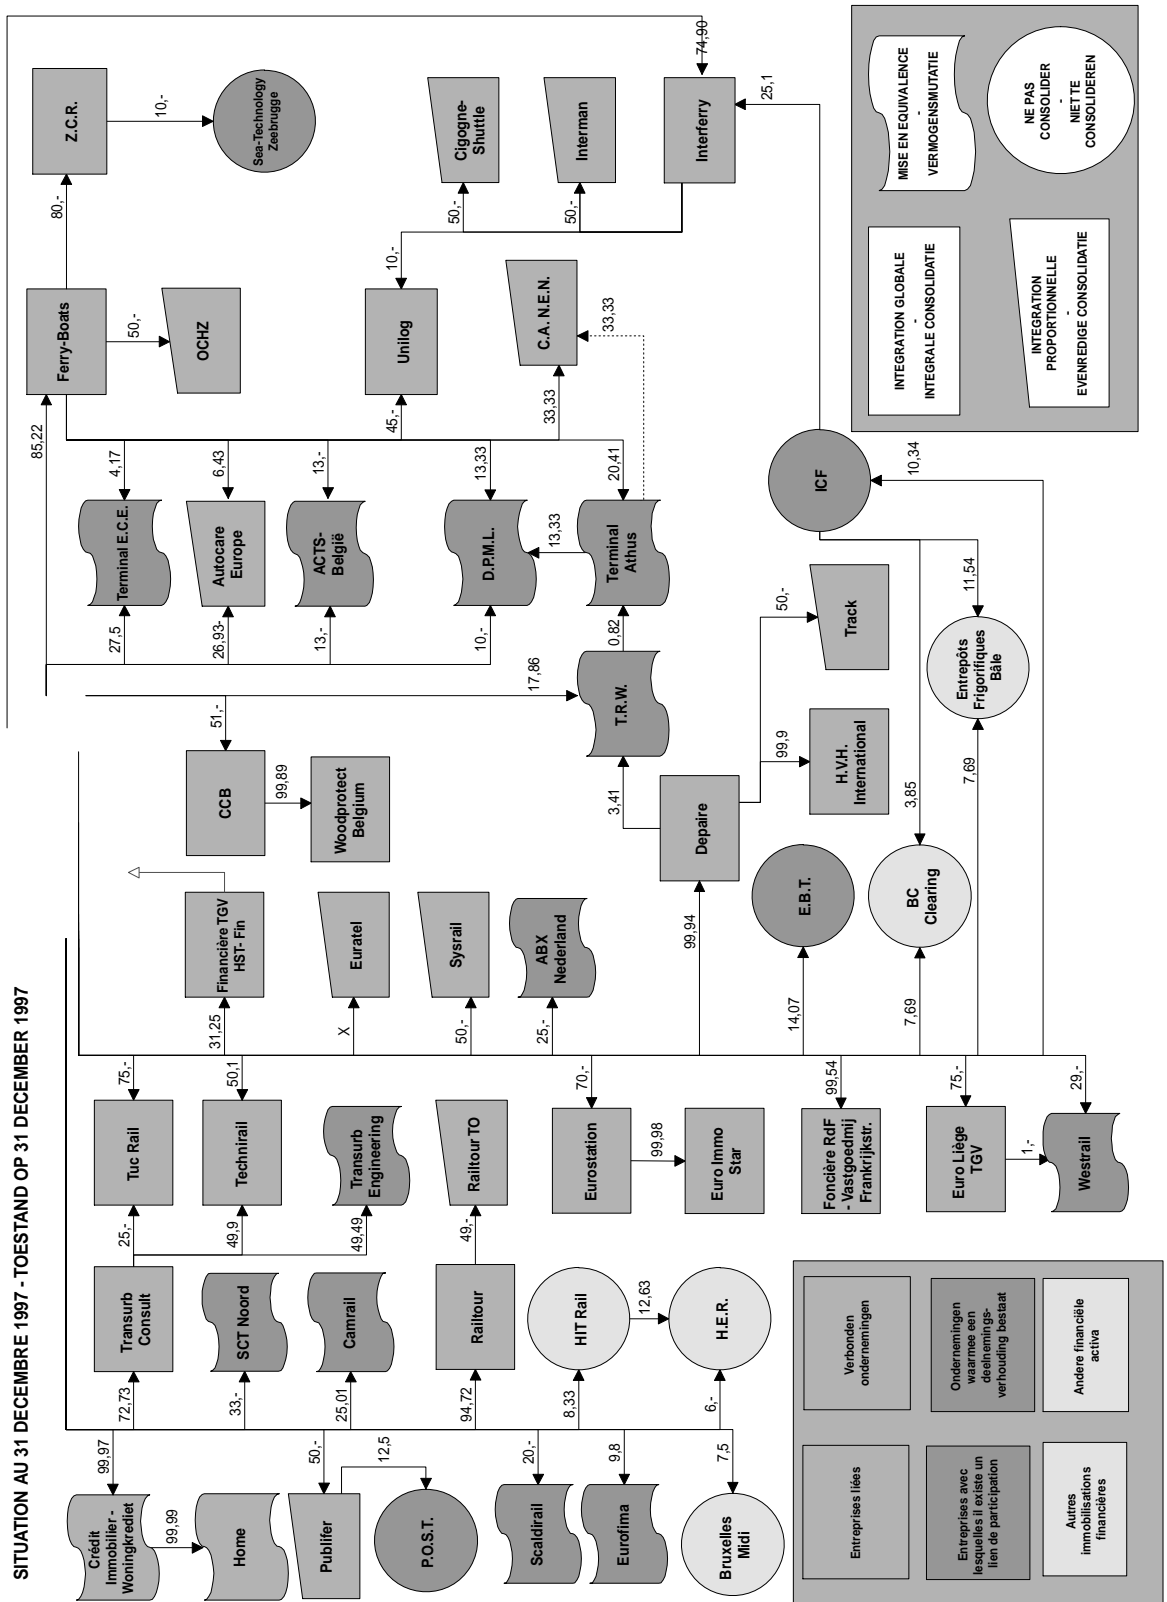 SITUATION AU 31 DECEMBRE 1997 - TOESTAND OP 31 DECEMBER 1997
Crédit
Immobilier -
Woningkrediet
99,97
99,99
Home
Publifer
50,-
12,5
P.O.S.T.
Scaldirail
20,-
Eurofima
9,8
Bruxelles
Midi
7,5
Transurb
Consult
72,73
SCT Noord
33,-
Camrail
25,01
Railtour
94,72
HIT Rail
8,33
12,63
H.E.R.
6,-
Tuc Rail
25,-
75,-
Technirail
49,9
50,1
Transurb
Engineering
49,49
Railtour TO
49,-
Eurostation
70,-
99,98
Euro Immo
Star
Foncière RdF
- Vastgoedmij
Frankrijkstr.
99,54
Euro Liège
TGV
75,-
1,-
Westrail
29,-
Financière TGV
HST- Fin
31,25
Euratel
X
Sysrail
50,-
ABX
Nederland
25,-
Depaire
99,94
E.B.T.
14,07
BC
Clearing
7,69
3,85
Entrepôts
Frigorifiques
Bâle
7,69
11,54
CCB
51,-
99,89
Woodprotect
Belgium
T.R.W.
17,86
3,41
0,82
H.V.H.
International
99,9
Track
50,-
Terminal E.C.E.
27,5
4,17
Autocare
Europe
26,93-
6,43
ACTS-
België
13,-
13,-
D.P.M.L.
10,-
13,33
13,33
Terminal
Athus
20,41
ICF
10,34
25,1
Ferry-Boats
85,22
80,-
Z.C.R.
10,-
Sea-Technology
Zeebrugge
50,-
OCHZ
Unilog
45,-
10,-
C.A. N.E.N.
33,33
33,33
Cigogne-
Shuttle
50,-
Interman
50,-
Interferry
74,90
INTEGRATION GLOBALE
-
INTEGRALE CONSOLIDATIE
MISE EN EQUIVALENCE
-
VERMOGENSMUTATIE
INTEGRATION
PROPORTIONNELLE
-
EVENREDIGE CONSOLIDATIE
NE PAS
CONSOLIDER
-
NIET TE
CONSOLIDEREN
Entreprises liées
Verbonden
ondernemingen
Entreprises avec
lesquelles il existe un
lien de participation
Ondernemingen
waarmee een
deelnemings-
verhouding bestaat
Autres
immobilisations
financières
Andere financiële
activa